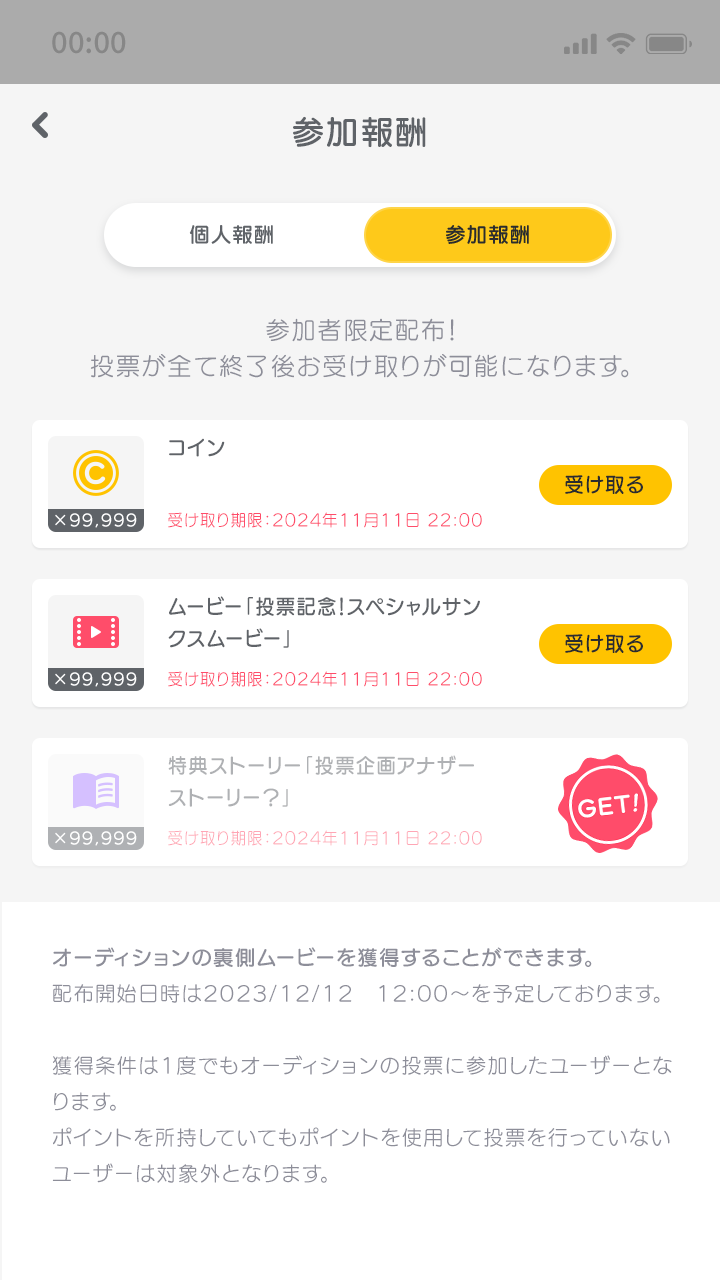 00:00
参加報酬
個人報酬
参加報酬
参加者限定配布!
投票が全て終了後お受け取りが可能になります。
C
×99,999
コイン
受け取り期限:2024年11月11日 22:00
受け取る
×99,999
ムービー「投票記念!スペシャルサン
クスムービー」
受け取り期限:2024年11月11日 22:00
受け取る
×99,999
特典ストーリー「投票企画アナザー
ストーリー?」
受け取り期限:2024年11月11日 22:00
GET!
オーディションの裏側ムービーを獲得することができます。
配布開始日時は2023/12/12　12:00〜を予定しております。
獲得条件は1度でもオーディションの投票に参加したユーザーとな
ります。
ポイントを所持していてもポイントを使用して投票を行っていない
ユーザーは対象外となります。